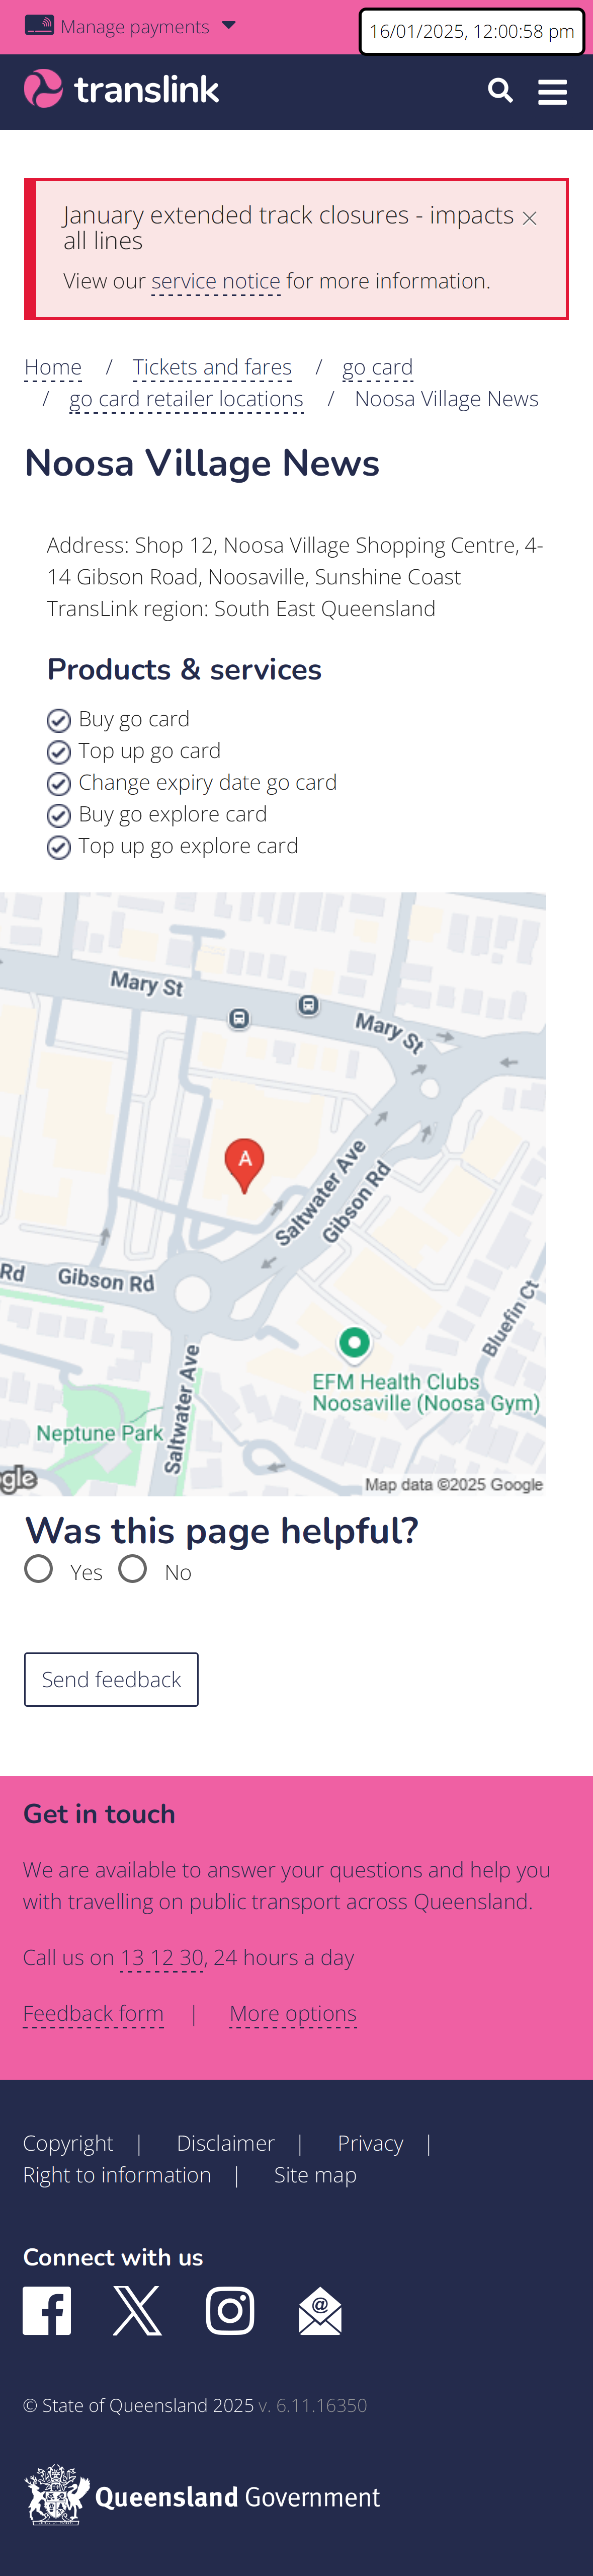 Manage payments
16/01/2025, 12:00:58 pm
translink
January extended track closures - impacts
all lines
View our service notice for more information.
Home / Tickets and fares / go card
/ go card retailer locations / Noosa Village News
Noosa Village News
Address: Shop 12, Noosa Village Shopping Centre, 4-
14 Gibson Road, Noosaville, Sunshine Coast
TransLink region: South East Queensland
Products & services
Buy go card
Top up go card
Change expiry date go card
Buy go explore card
Top up go explore card
Mary St
Mary St
A
Saltwater Ave
Gibson Rd
Rd
Gibson Rd
Bluefin Ct
Saltwater Ave
EFM Health Clubs
Noosaville (Noosa Gym)
Neptune Park
gle
Map data ©2025 Google
Was this page helpful?
Yes No
Send feedback
Get in touch
We are available to answer your questions and help you
with travelling on public transport across Queensland.
Call us on 13 12 30, 24 hours a day
Feedback form | More options
Copyright | Disclaimer | Privacy |
Right to information | Site map
Connect with us
© State of Queensland 2025 v. 6.11.16350
Queensland Government